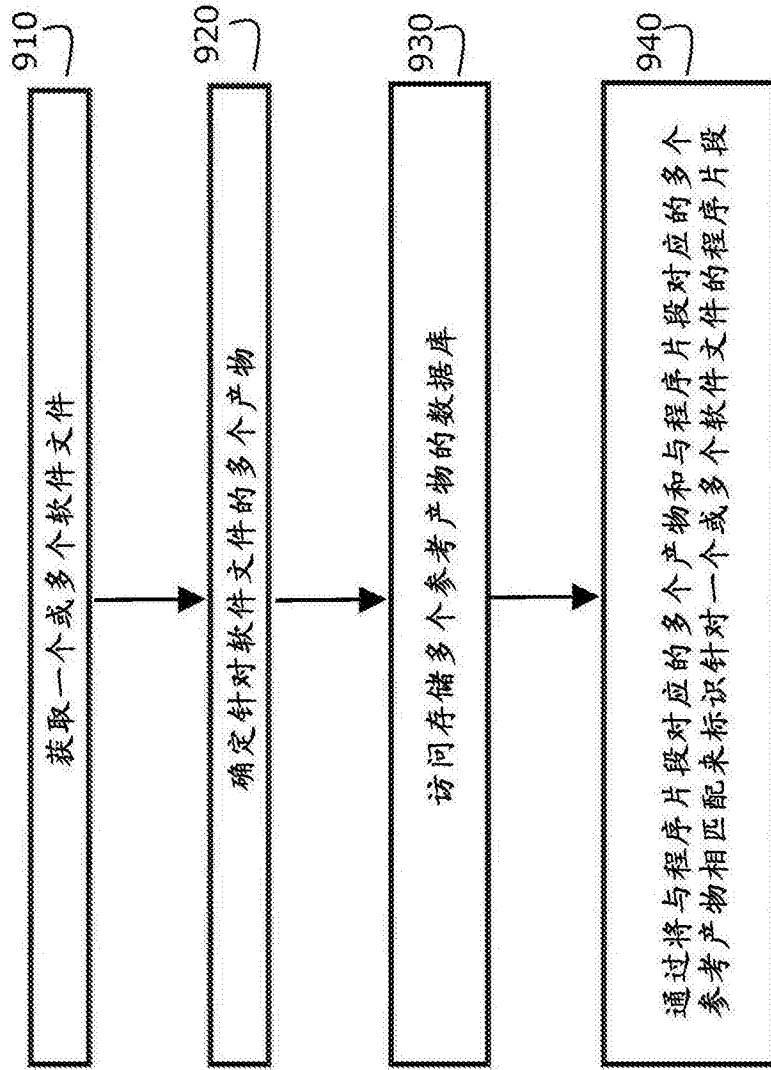 910
获取一个或多个软件文件
920
确定针对软件文件的多个产物
930
访问存储多个参考产物的数据库
940
通过将与程序片段对应的多个产物和与程序片段对应的多个
参考产物相匹配来标识针对一个或多个软件文件的程序片段